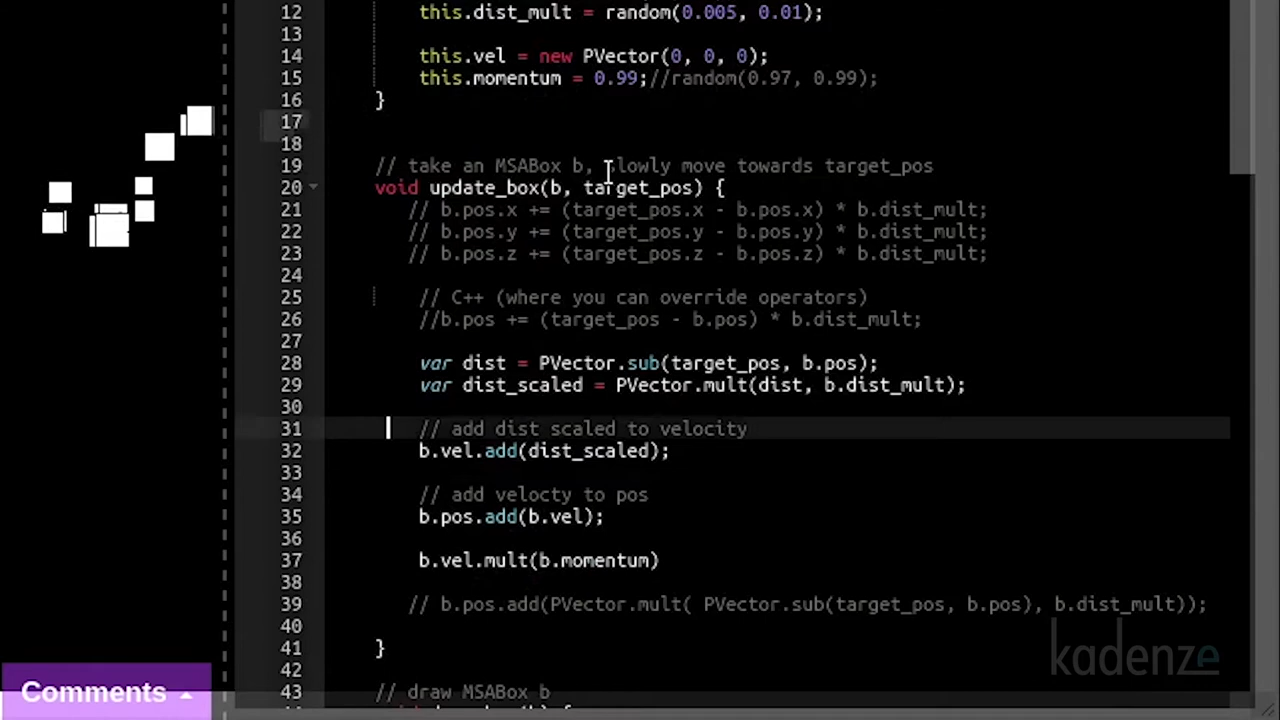 12 this.dist_mult = random(0.005, 0.01);
13
14 this.vel = new PVector(0, 0, 0);
15 this.momentum = 0.99;//random(0.97, 0.99);
16 }
17
18
19 // take an MSABox b, slowly move towards target_pos
20 void update_box(b, target_pos) {
21 // b.pos.x += (target_pos.x - b.pos.x) * b.dist_mult;
22 // b.pos.y += (target_pos.y - b.pos.y) * b.dist_mult;
23 // b.pos.z += (target_pos.z - b.pos.z) * b.dist_mult;
24
25 // C++ (where you can override operators)
26 //b.pos += (target_pos - b.pos) * b.dist_mult;
27
28 var dist = PVector.sub(target_pos, b.pos);
29 var dist_scaled = PVector.mult(dist, b.dist_mult);
30
31 // add dist scaled to velocity
32 b.vel.add(dist_scaled);
33
34 // add velocty to pos
35 b.pos.add(b.vel);
36
37 b.vel.mult(b.momentum)
38
39 // b.pos.add(PVector.mult( PVector.sub(target_pos, b.pos), b.dist_mult));
40
41 }
42
43 // draw MSABox b
kadenze
Comments